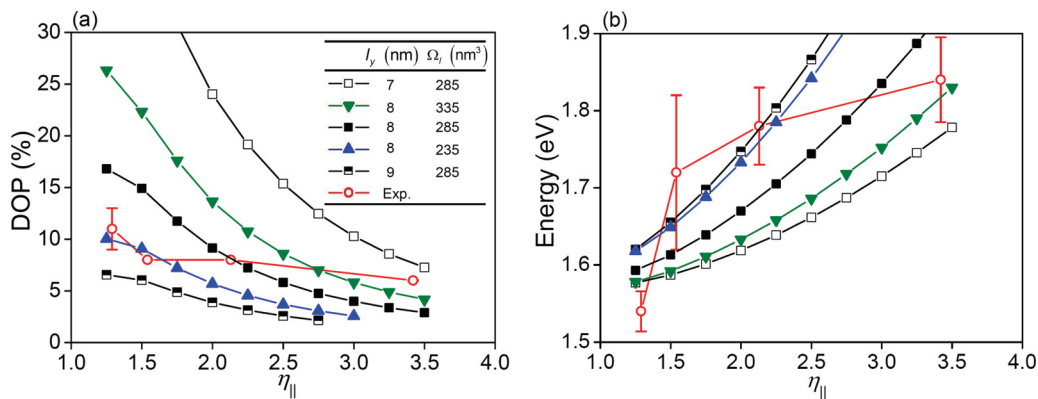 (a)
DOP (%)
30
25
20
15
10
5
0
1.0 1.5 2.0 2.5 3.0 3.5 4.0
η||
l_y (nm) Ω_l (nm³)
7 285
8 335
8 285
8 235
9 285
Exp.
(b)
Energy (eV)
1.9
1.8
1.7
1.6
1.5
1.0 1.5 2.0 2.5 3.0 3.5 4.0
η||